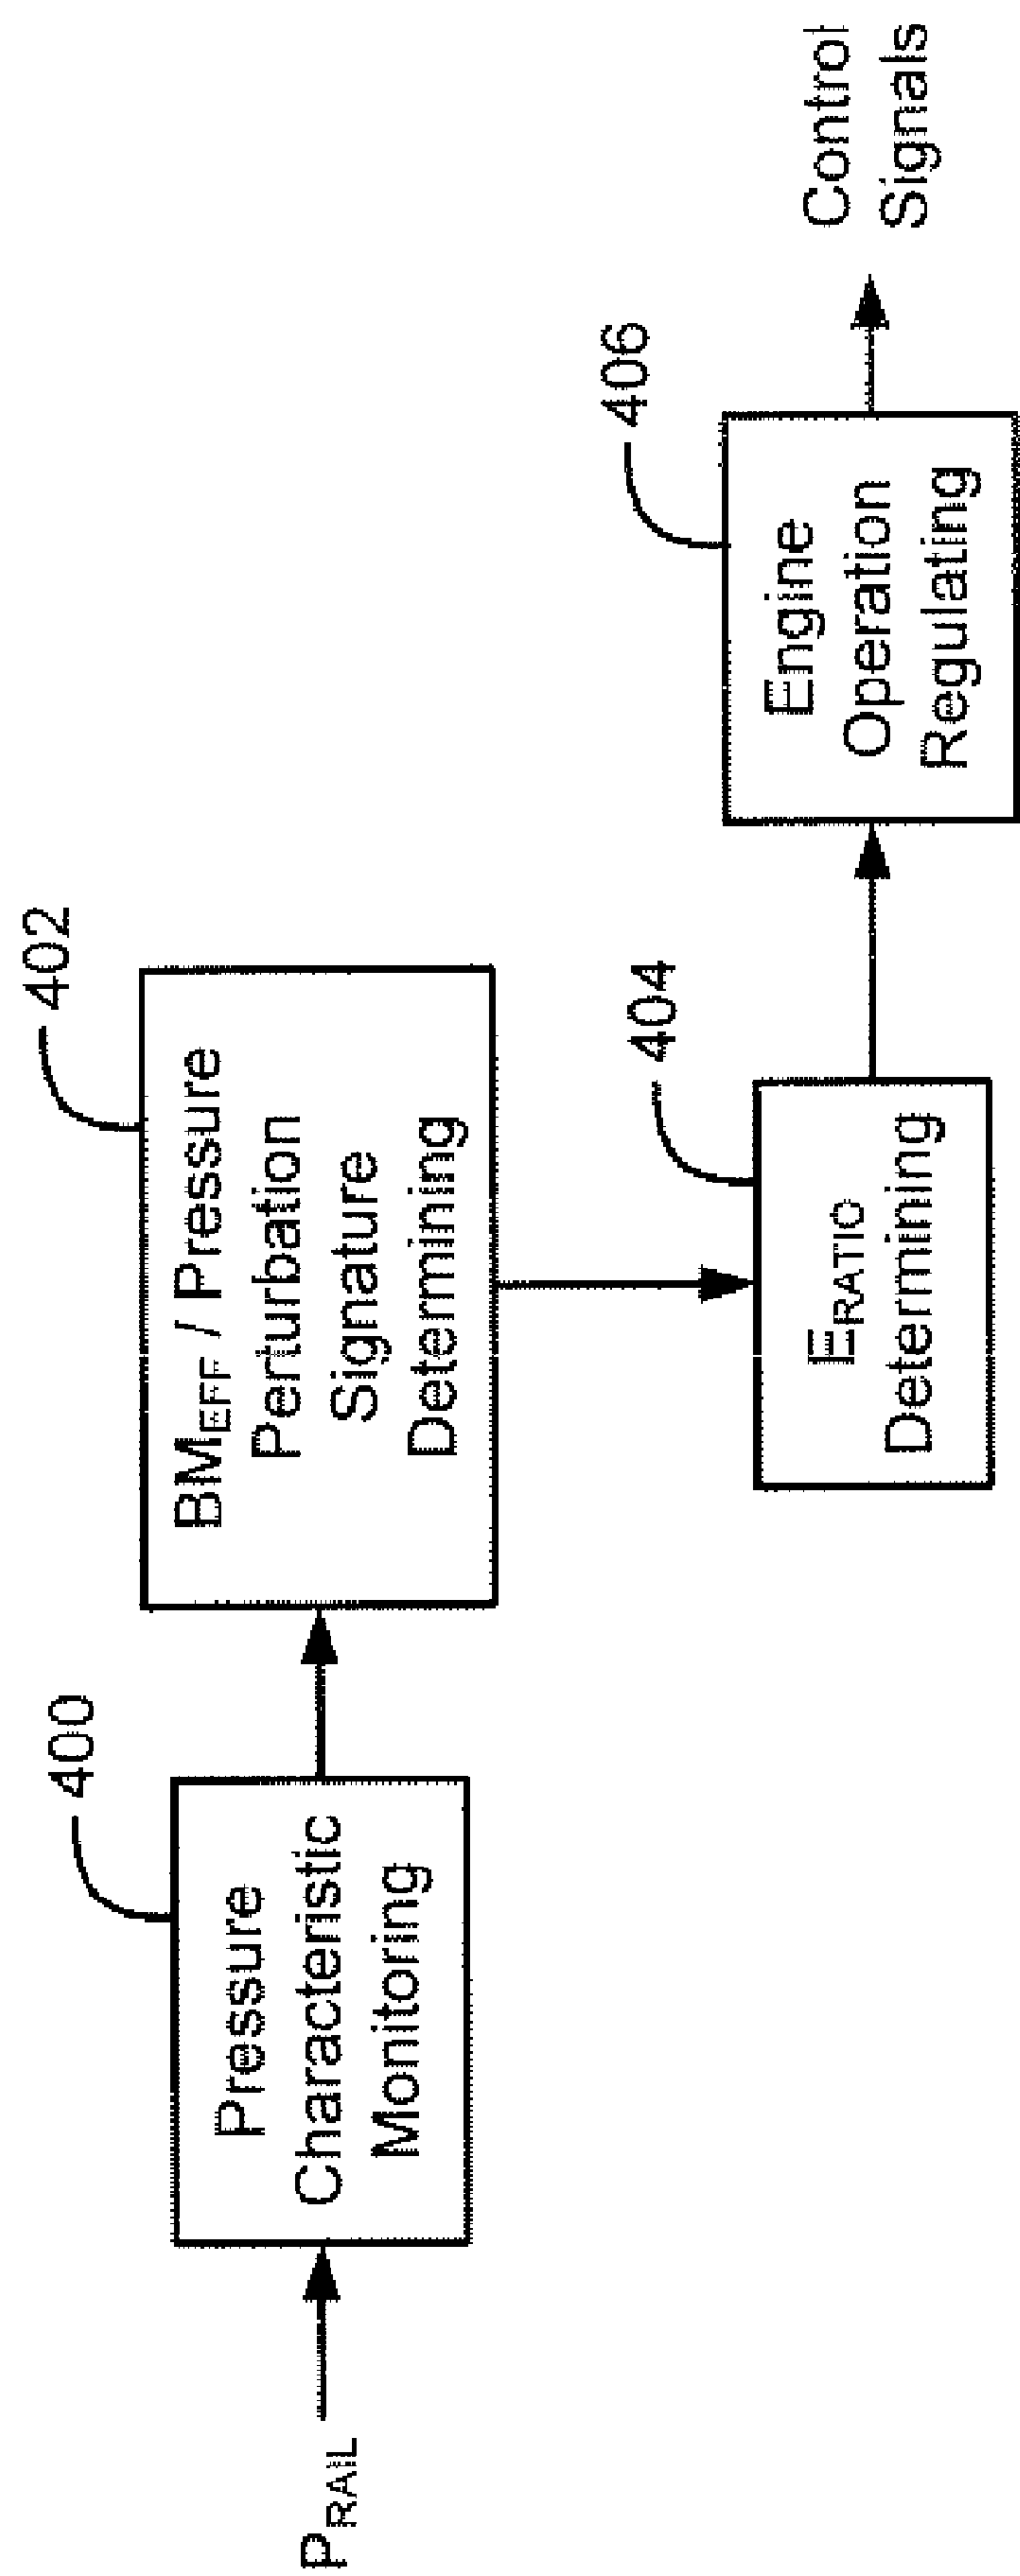 P_RAIL
400
Pressure
Characteristic
Monitoring
402
BM_EFF / Pressure
Perturbation
Signature
Determining
404
E_RATIO
Determining
406
Engine
Operation
Regulating
Control
Signals